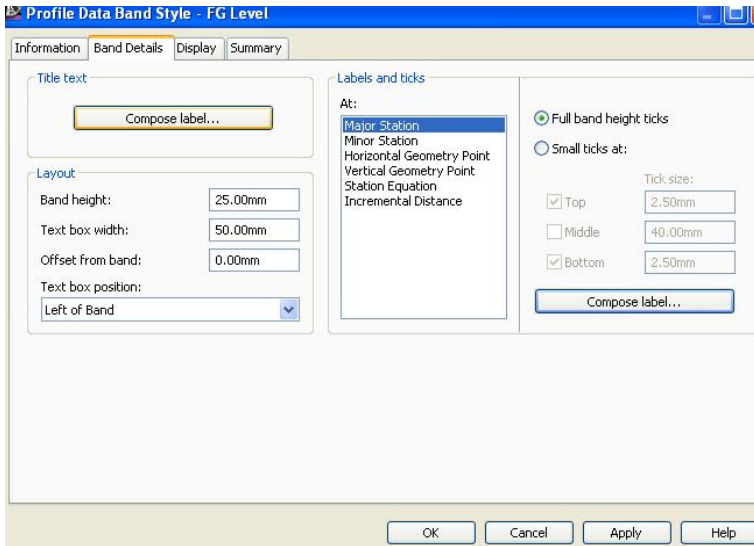 Profile Data Band Style - FG Level
Information Band Details Display Summary
Title text
Compose label...
Layout
Band height: 25.00mm
Text box width: 50.00mm
Offset from band: 0.00mm
Text box position:
Left of Band
Labels and ticks
At:
Major Station
Minor Station
Horizontal Geometry Point
Vertical Geometry Point
Station Equation
Incremental Distance
Full band height ticks
Small ticks at:
Tick size:
Top 2.50mm
Middle 40.00mm
Bottom 2.50mm
Compose label...
OK Cancel Apply Help